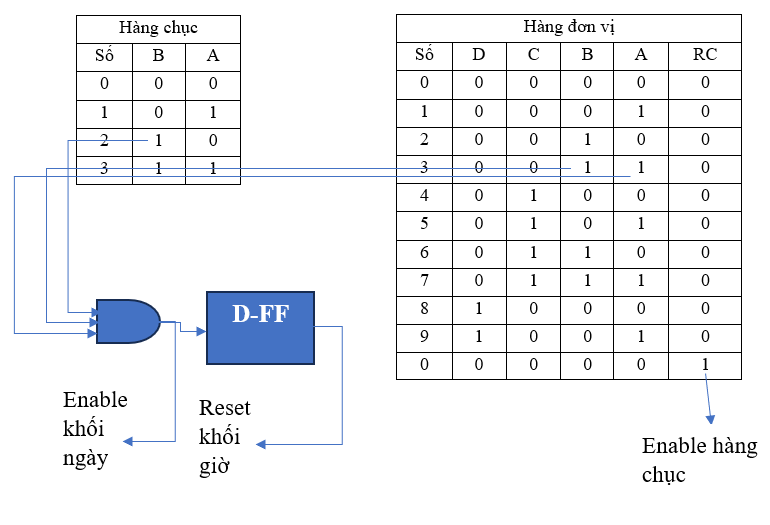 Hàng chục
Số B A
0 0 0
1 0 1
2 1 0
3 1 1
Hàng đơn vị
Số D C B A RC
0 0 0 0 0 0
1 0 0 0 1 0
2 0 0 1 0 0
3 0 0 1 1 0
4 0 1 0 0 0
5 0 1 0 1 0
6 0 1 1 0 0
7 0 1 1 1 0
8 1 0 0 0 0
9 1 0 0 1 0
0 0 0 0 0 1
D-FF
Enable
khối
ngày
Reset
khối
giờ
Enable hàng
chục